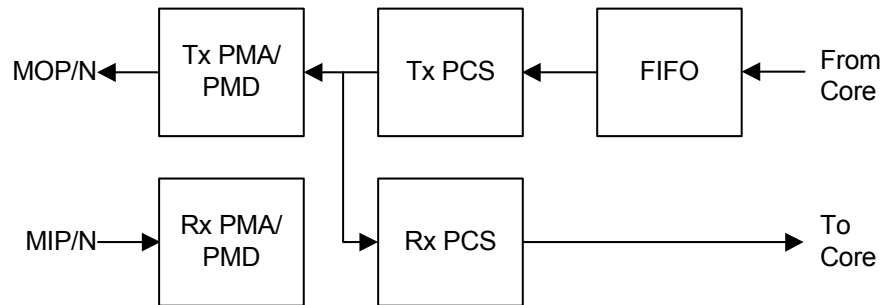 MOP/N
Tx PMA/
PMD
Tx PCS
FIFO
From
Core
MIP/N
Rx PMA/
PMD
Rx PCS
To
Core